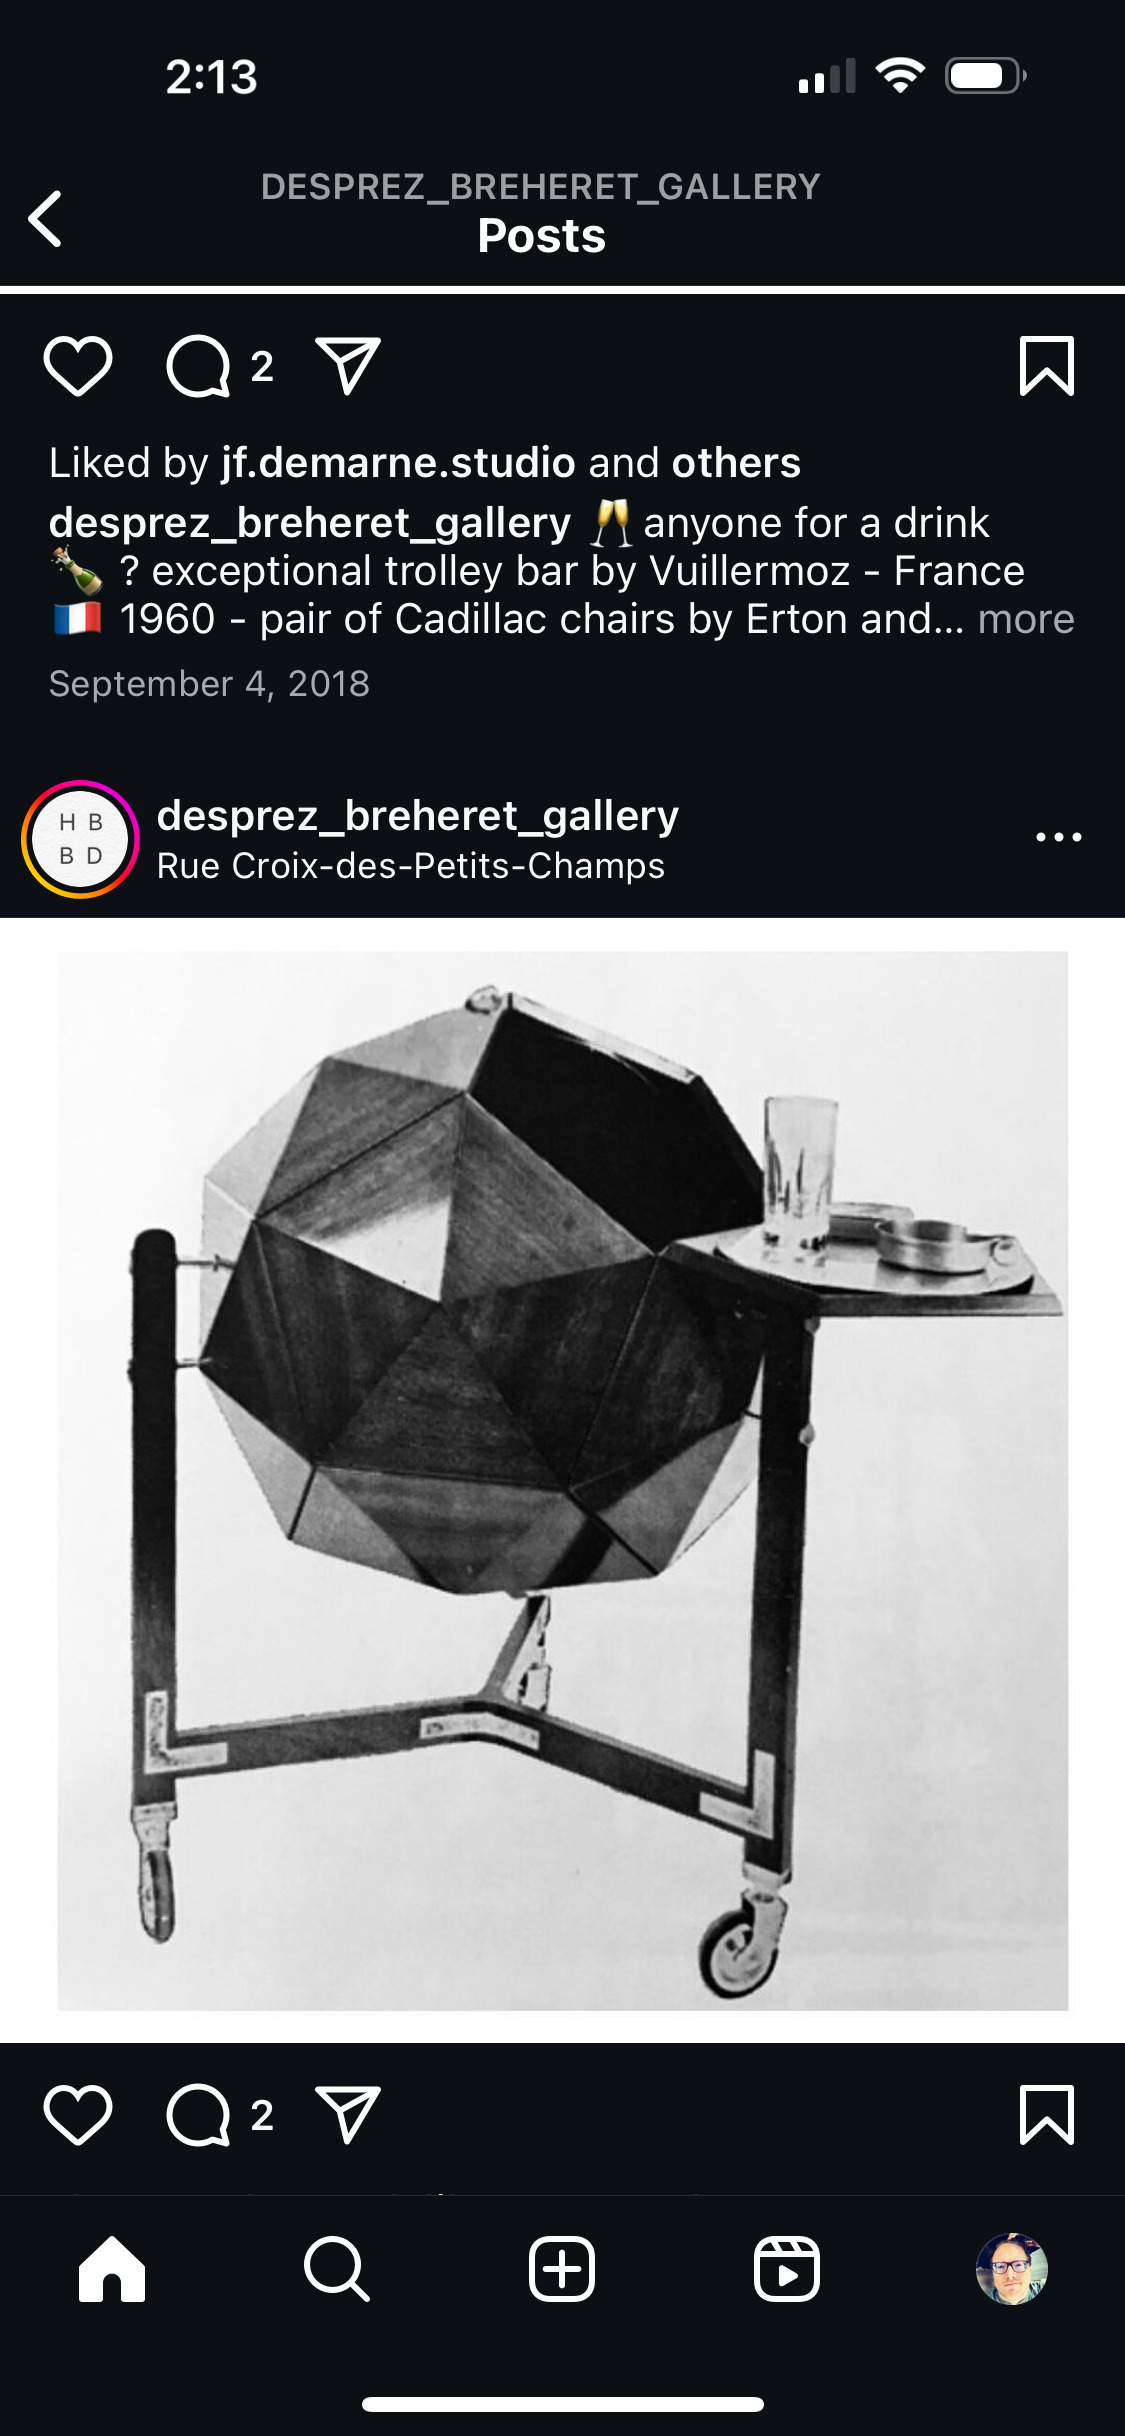 2:13
DESPREZ_BREHERET_GALLERY
Posts
2
Liked by jf.demarne.studio and others
desprez_breheret_gallery 🥂 anyone for a drink
🍾 ? exceptional trolley bar by Vuillermoz - France
🇫🇷 1960 - pair of Cadillac chairs by Erton and... more
September 4, 2018
H B
B D
desprez_breheret_gallery
Rue Croix-des-Petits-Champs
2